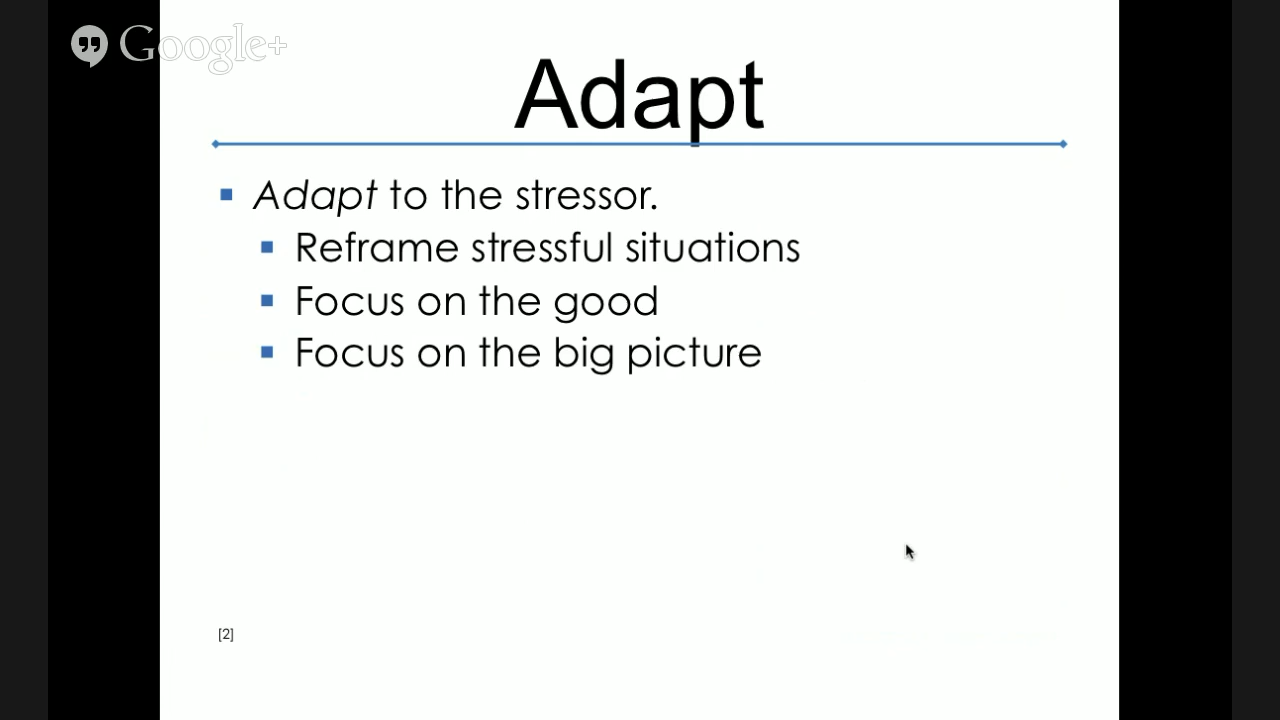 Google+
Adapt
Adapt to the stressor.
Reframe stressful situations
Focus on the good
Focus on the big picture
[2]